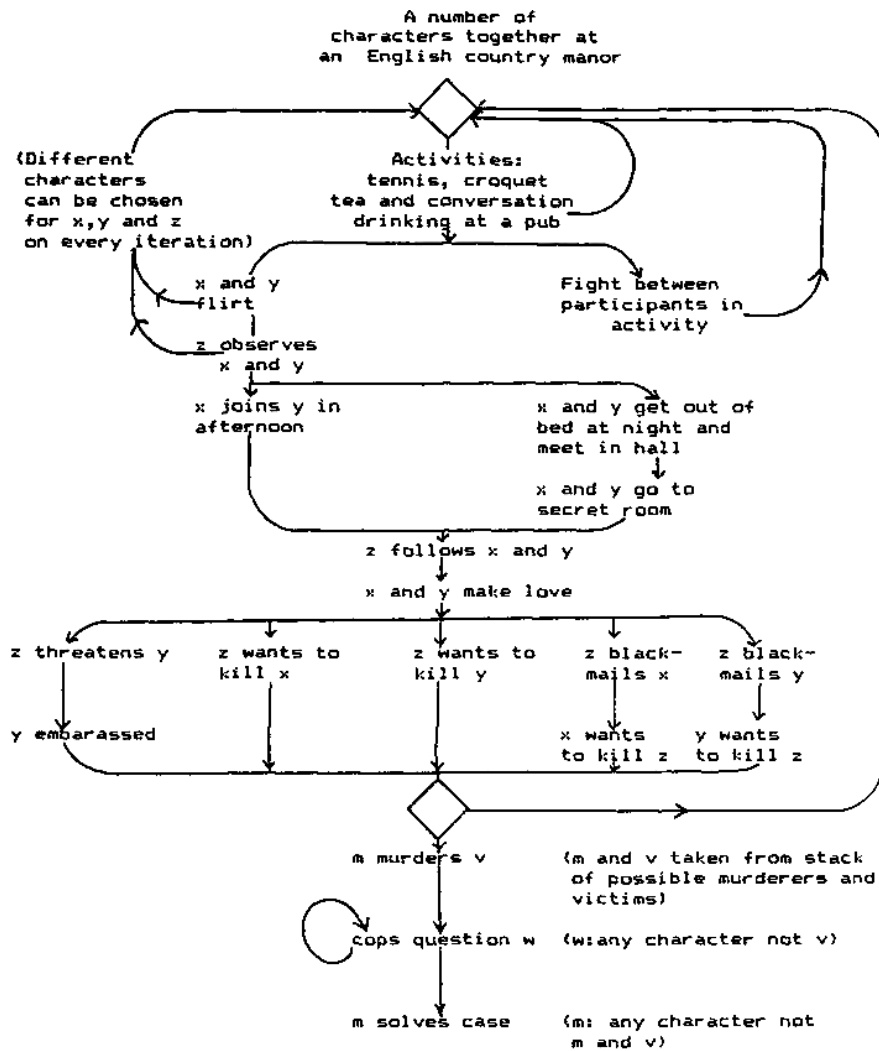 A number of
characters together at
an English country manor
(Different
characters
can be chosen
for x,y and z
on every iteration)
Activities:
tennis, croquet
tea and conversation
drinking at a pub
x and y
flirt
Fight between
participants in
activity
z observes
x and y
x joins y in
afternoon
x and y get out of
bed at night and
meet in hall
x and y go to
secret room
z follows x and y
x and y make love
z threatens y
z wants to
kill x
z wants to
kill y
z black-
mails x
z black-
mails y
y embarassed
x wants
to kill z
y wants
to kill z
m murders v
(m and v taken from stack
of possible murderers and
victims)
cops question w
(w:any character not v)
m solves case
(m: any character not
m and v)